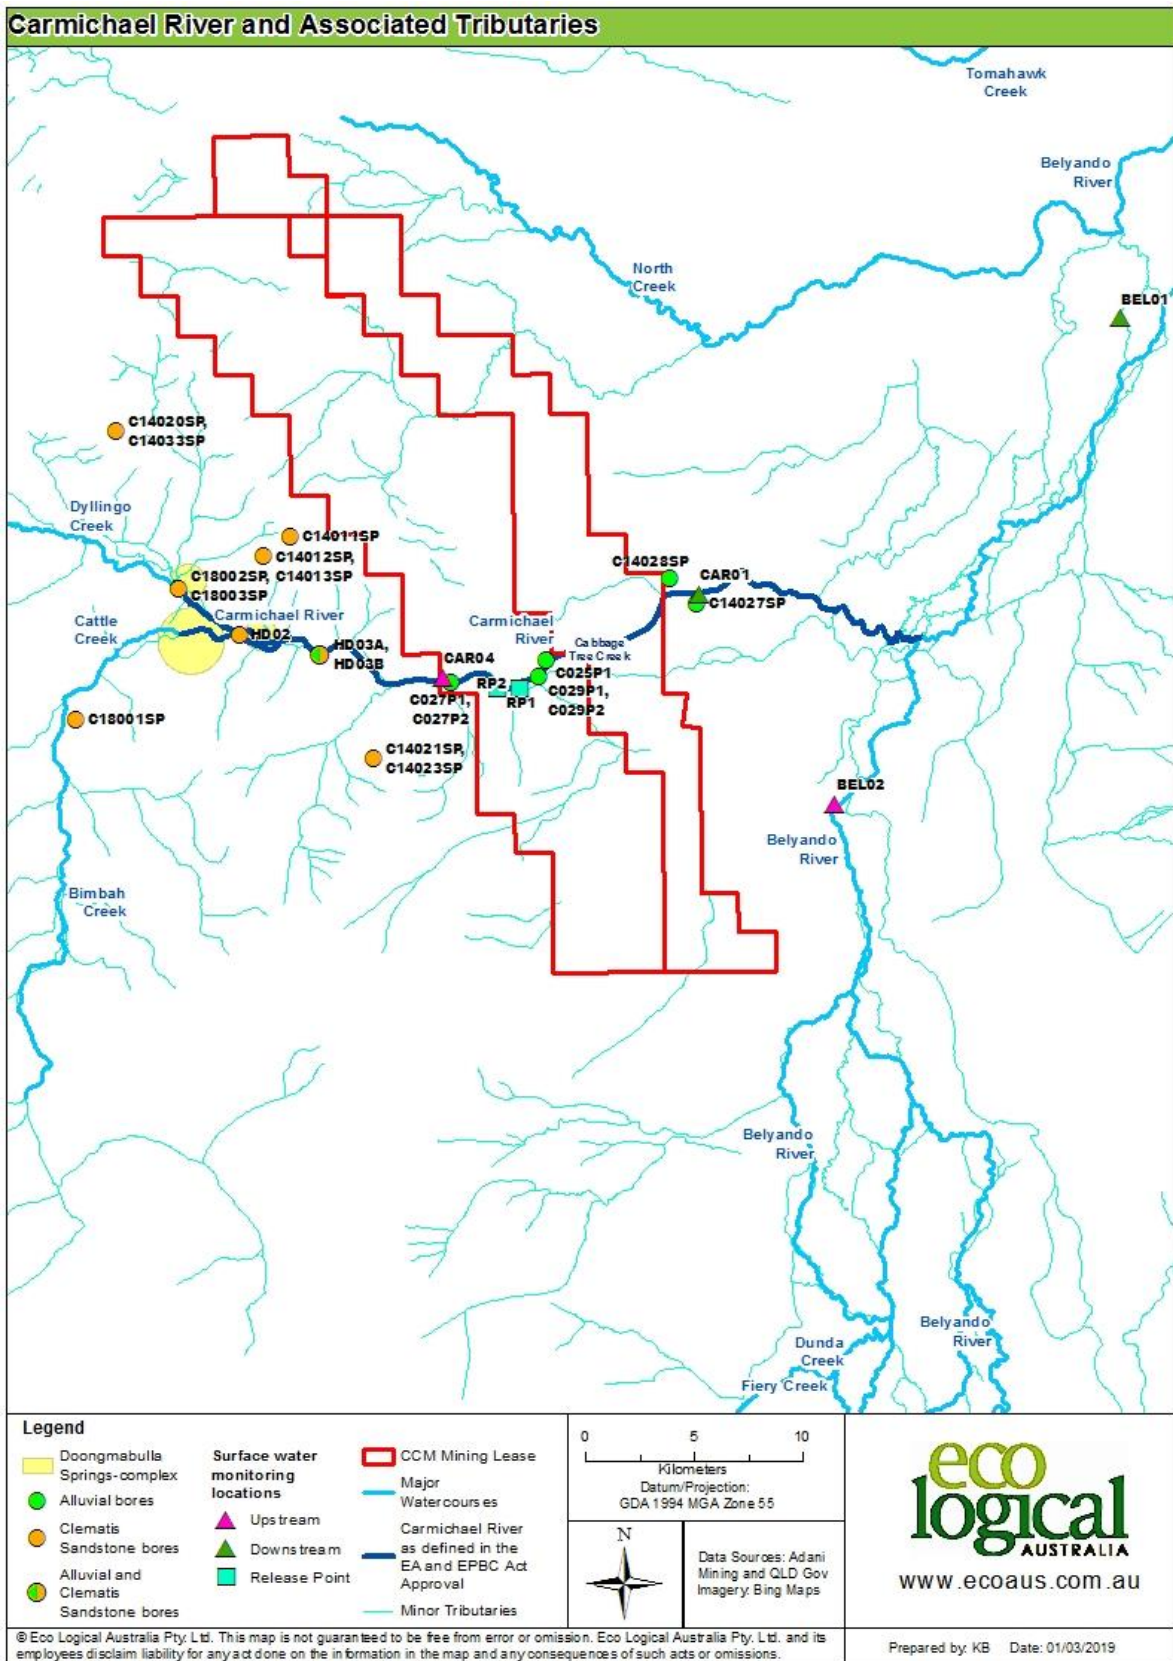 Carmichael River and Associated Tributaries
Tomahawk
Creek
Belyando
River
North
Creek
BEL01
C14020SP,
C14033SP
Dyllingo
Creek
C14011SP
C14012SP,
C14013SP
C18002SP,
C18003SP
C14028SP
CAR01
C14027SP
Cattle
Creek
Carmichael River
HD02
HD03A,
HD03B
Carmichael
River
Cabbage
Tree Creek
CAR04
C025P1
C029P1,
C029P2
RP2
RP1
C027P1,
C027P2
C18001SP
C14021SP,
C14023SP
BEL02
Belyando
River
Bimbah
Creek
Belyando
River
Belyando
River
Dunda
Creek
Fiery Creek
Legend
Doongmabulla
Springs-complex
Alluvial bores
Clematis
Sandstone bores
Alluvial and
Clematis
Sandstone bores
Surface water
monitoring
locations
Upstream
Downstream
Release Point
CCM Mining Lease
Major
Watercourses
Carmichael River
as defined in the
EA and EPBC Act
Approval
Minor Tributaries
0 5 10
Kilometers
Datum/Projection:
GDA 1994 MGA Zone 55
N
Data Sources: Adani
Mining and QLD Gov
Imagery: Bing Maps
eco
logical
AUSTRALIA
www.ecoaus.com.au
© Eco Logical Australia Pty. Ltd. This map is not guaranteed to be free from error or omission. Eco Logical Australia Pty. Ltd. and its
employees disclaim liability for any act done on the information in the map and any consequences of such acts or omissions.
Prepared by: KB Date: 01/03/2019